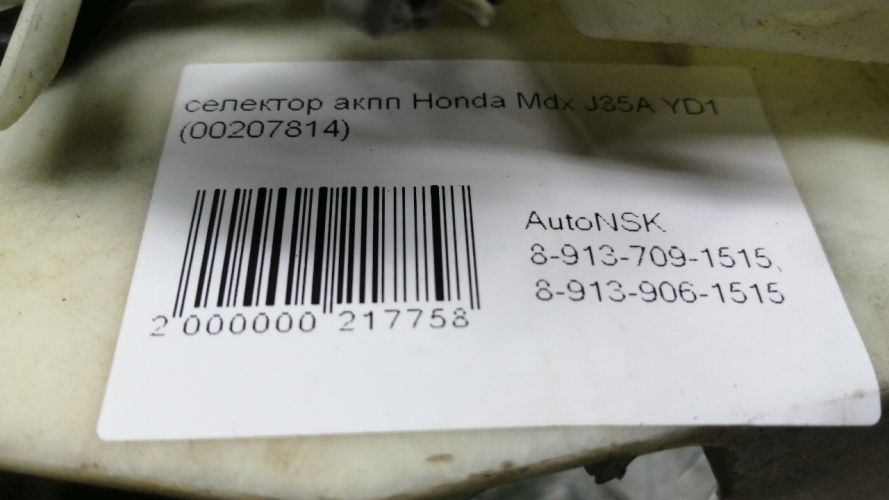 селектор акпп Honda Mdx J35A YD1
(00207814)
AutoNSK
8-913-709-1515,
8-913-906-1515
2 000000 217758